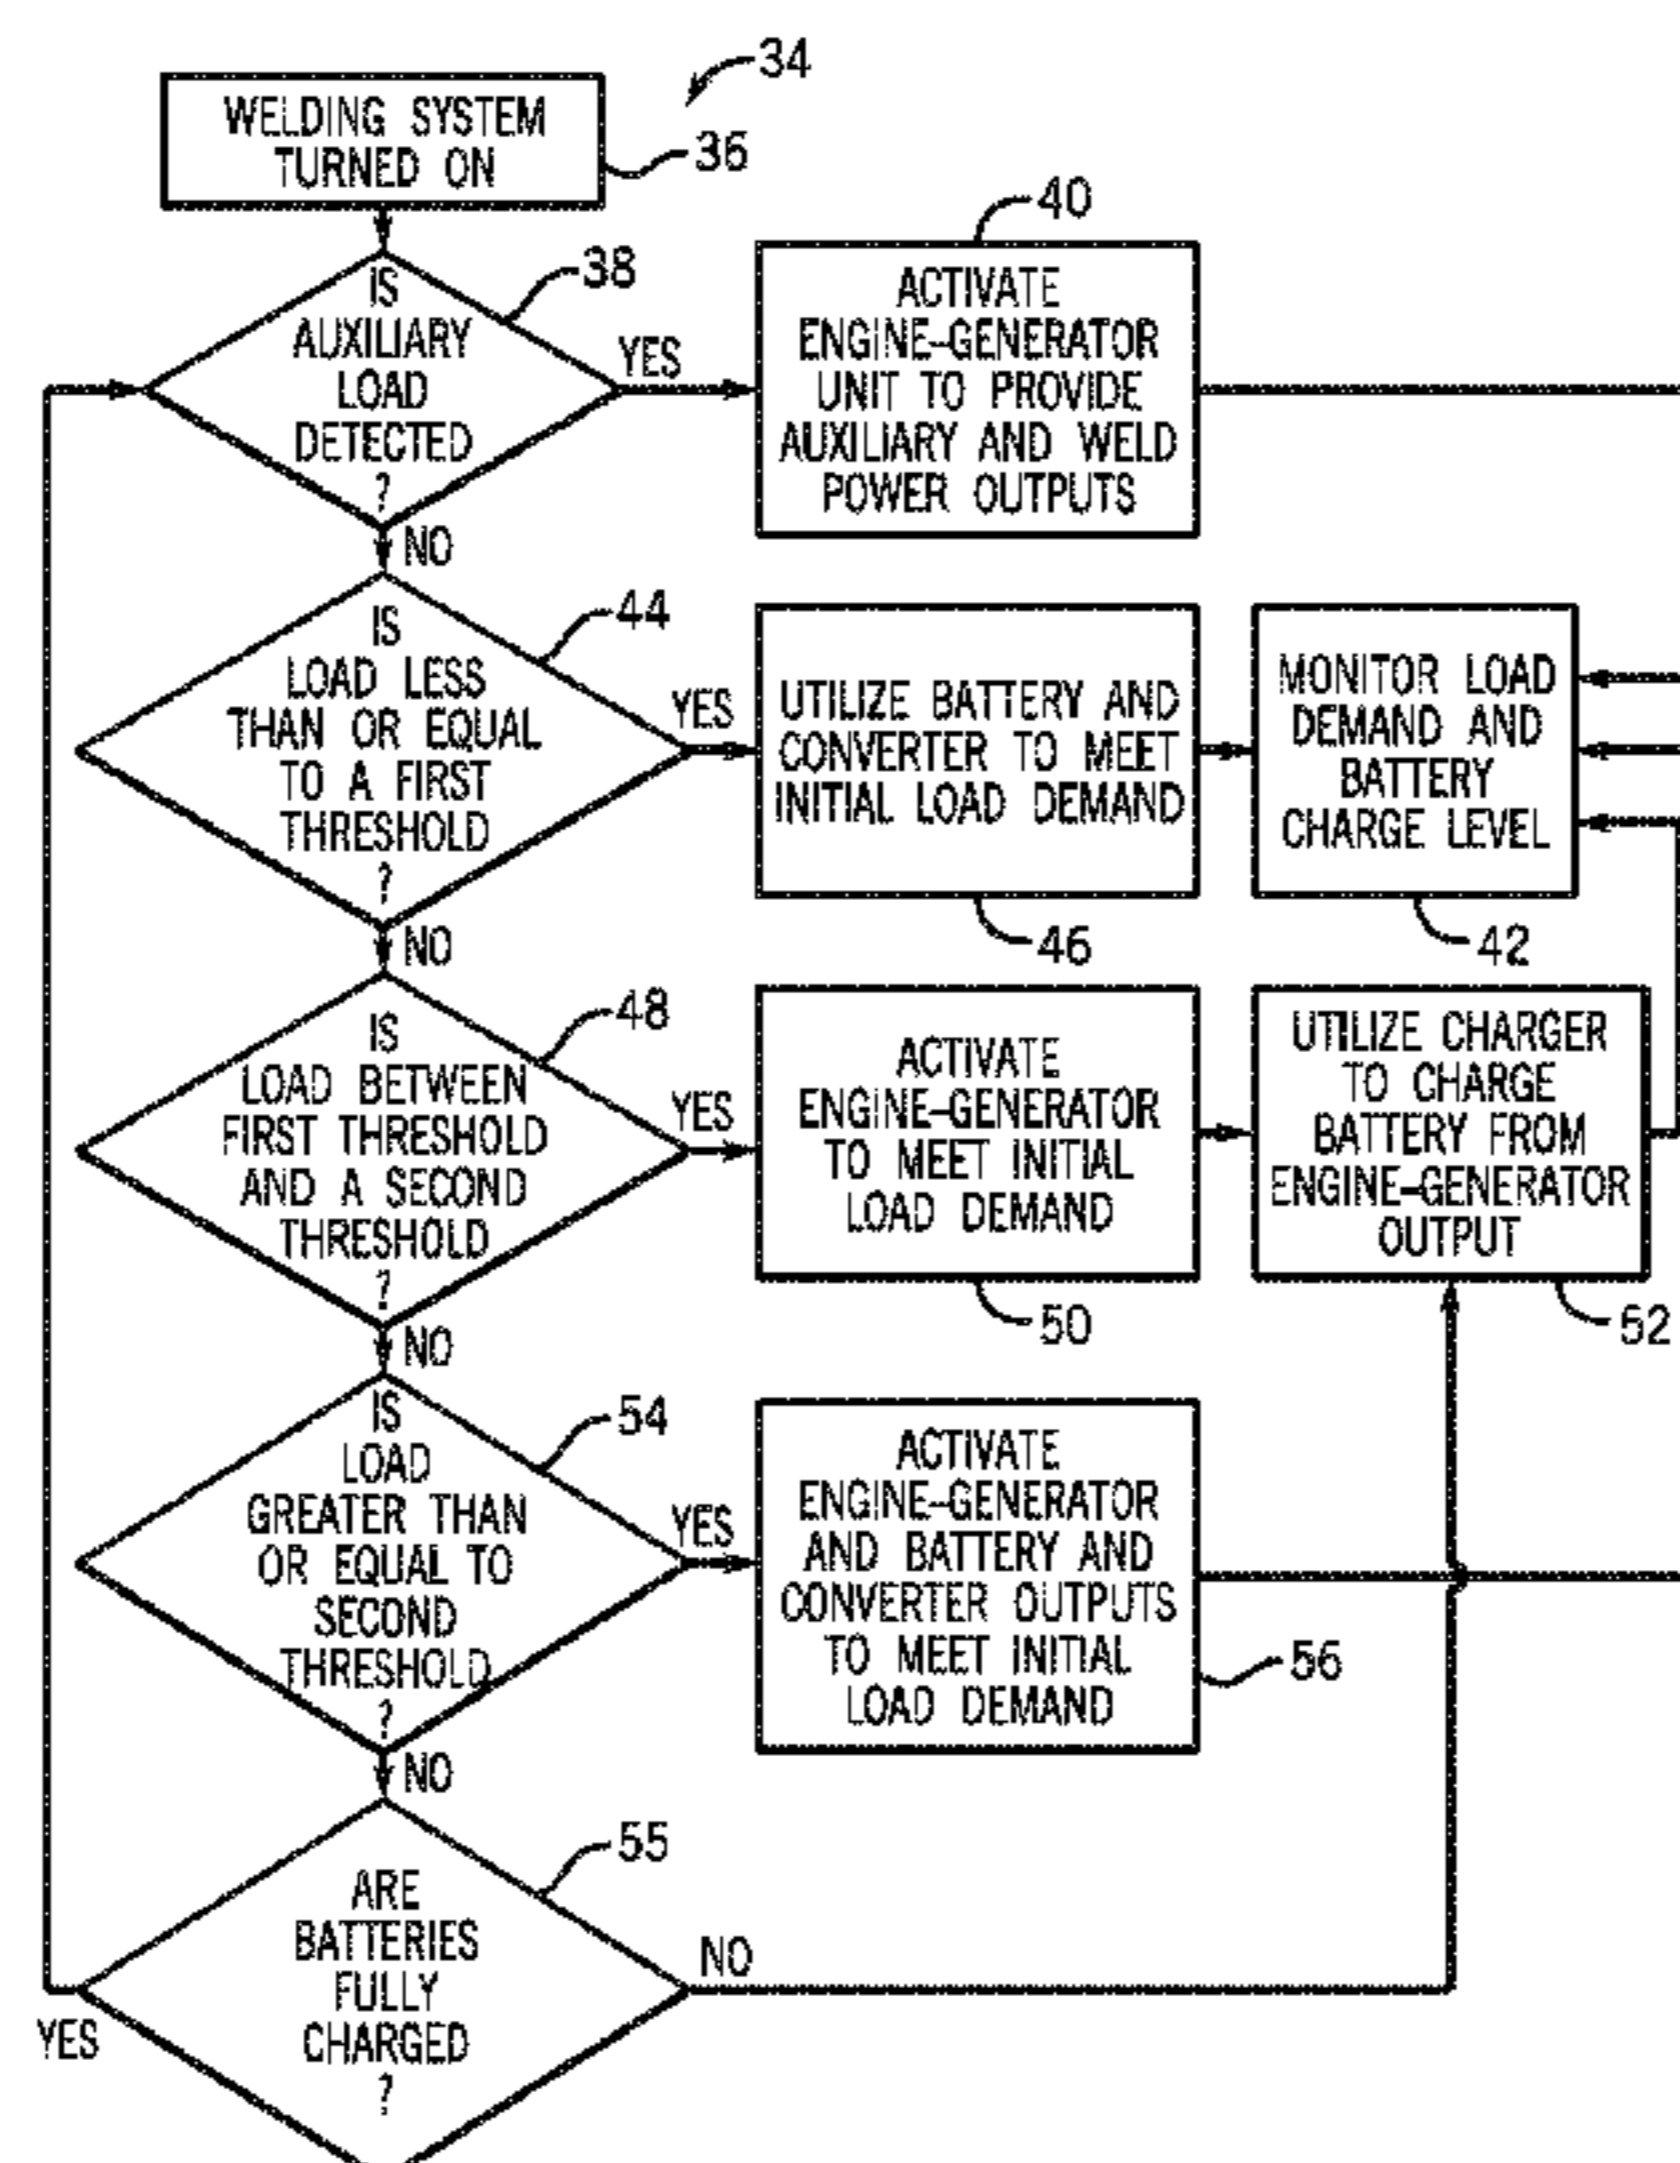 34
WELDING SYSTEM
TURNED ON
36
38
IS
AUXILIARY
LOAD
DETECTED
?
YES
NO
40
ACTIVATE
ENGINE-GENERATOR
UNIT TO PROVIDE
AUXILIARY AND WELD
POWER OUTPUTS
44
IS
LOAD LESS
THAN OR EQUAL
TO A FIRST
THRESHOLD
?
YES
NO
UTILIZE BATTERY AND
CONVERTER TO MEET
INITIAL LOAD DEMAND
46
MONITOR LOAD
DEMAND AND
BATTERY
CHARGE LEVEL
42
48
IS
LOAD BETWEEN
FIRST THRESHOLD
AND A SECOND
THRESHOLD
?
YES
NO
ACTIVATE
ENGINE-GENERATOR
TO MEET INITIAL
LOAD DEMAND
50
UTILIZE CHARGER
TO CHARGE
BATTERY FROM
ENGINE-GENERATOR
OUTPUT
52
54
IS
LOAD
GREATER THAN
OR EQUAL TO
SECOND
THRESHOLD
?
YES
NO
ACTIVATE
ENGINE-GENERATOR
AND BATTERY AND
CONVERTER OUTPUTS
TO MEET INITIAL
LOAD DEMAND
56
55
ARE
BATTERIES
FULLY
CHARGED
?
NO
YES